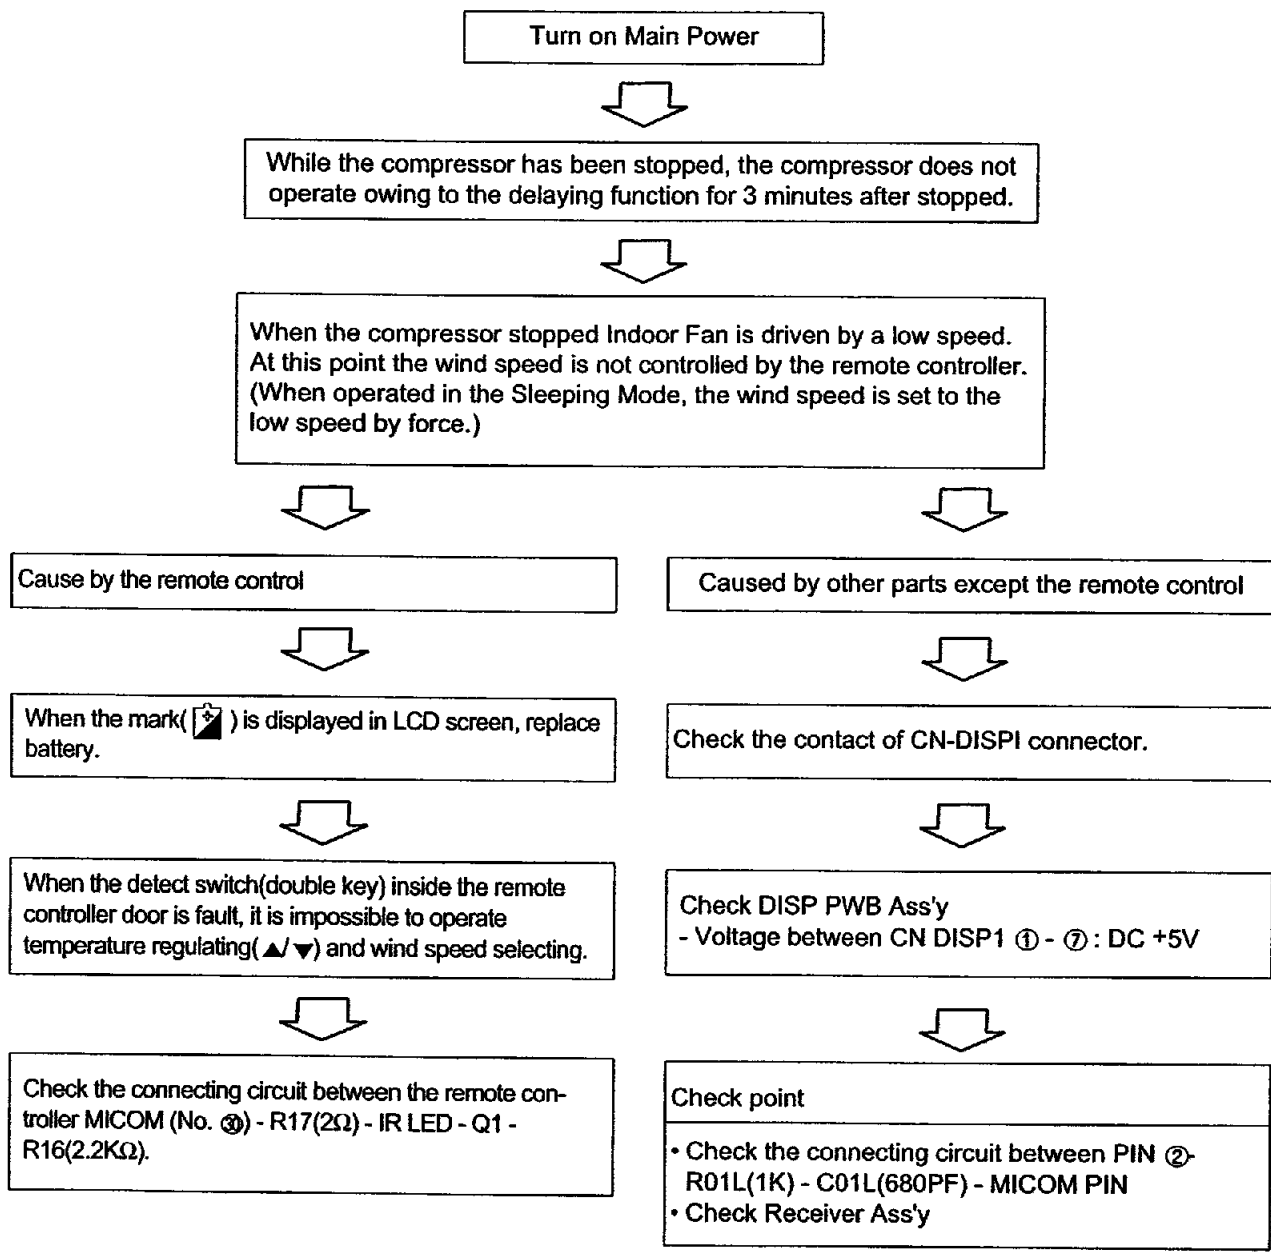 Turn on Main Power
While the compressor has been stopped, the compressor does not
operate owing to the delaying function for 3 minutes after stopped.
When the compressor stopped Indoor Fan is driven by a low speed.
At this point the wind speed is not controlled by the remote controller.
(When operated in the Sleeping Mode, the wind speed is set to the
low speed by force.)
Cause by the remote control
When the mark( ) is displayed in LCD screen, replace
battery.
When the detect switch(double key) inside the remote
controller door is fault, it is impossible to operate
temperature regulating(▲/▼) and wind speed selecting.
Check the connecting circuit between the remote con-
troller MICOM (No. ㉚) - R17(2Ω) - IR LED - Q1 -
R16(2.2KΩ).
Caused by other parts except the remote control
Check the contact of CN-DISPI connector.
Check DISP PWB Ass'y
- Voltage between CN DISP1 ① - ⑦ : DC +5V
Check point
• Check the connecting circuit between PIN ②-
R01L(1K) - C01L(680PF) - MICOM PIN
• Check Receiver Ass'y